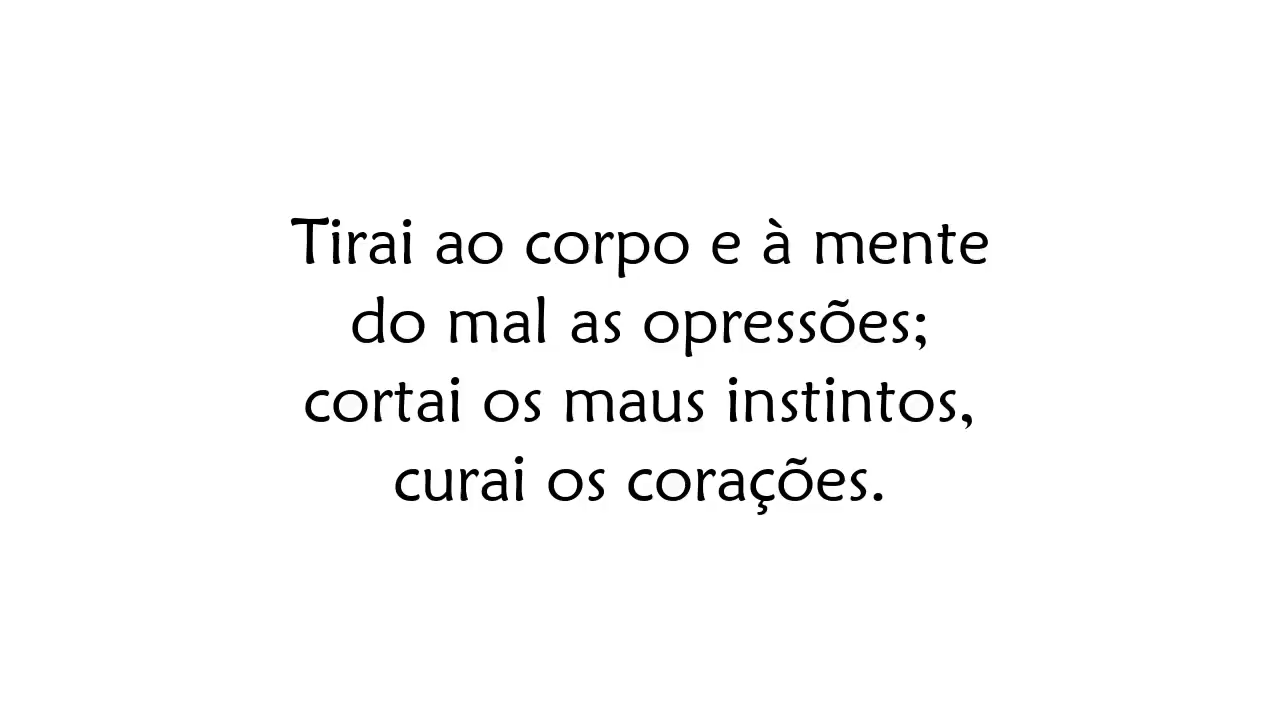 Tirai ao corpo e à mente
do mal as opressões;
cortai os maus instintos,
curai os corações.